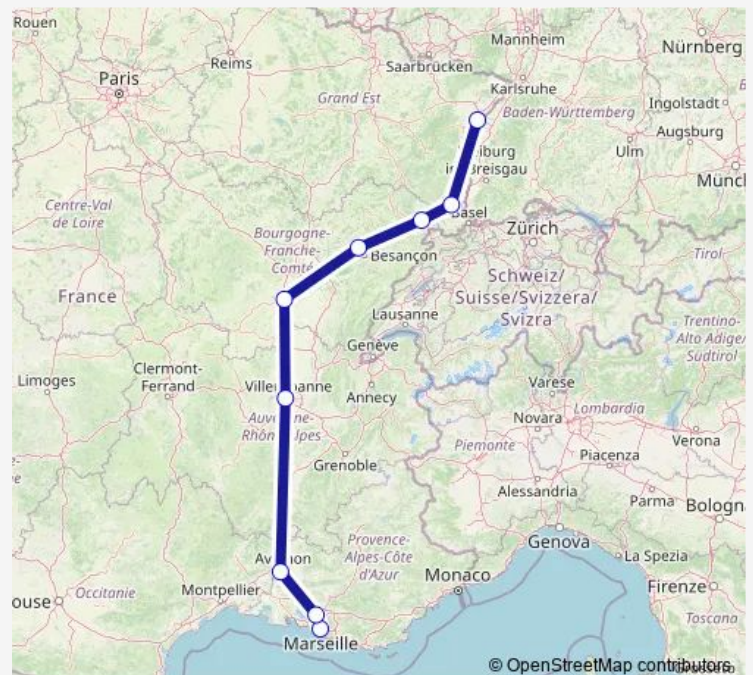 Rouen
Mannheim
Paris
Reims
Saarbrücken
Nürnberg
Karlsruhe
Grand Est
Baden-Württemberg
Ingolstadt
Augsburg
Ulm
Centre-Val
de Loire
Basel
Zürich
Bourgogne-
Franche-
Comté
Besançon
Tirol
Schweiz/
Suisse/Svizzera/
Svizra
France
Lausanne
Trentino-
Alto Adige/
Südtirol
Genève
Clermont-
Ferrand
Limoges
Annecy
Varese
Novara
Lombardia
Grenoble
Piemonte
Verona
Piacenza
Alessandria
Parma
Genova
Provence-
Alpes-Côte
d'Azur
La Spezia
Monaco
Montpellier
Occitanie
Firenze
Toscana
Marseille
© OpenStreetMap contributors